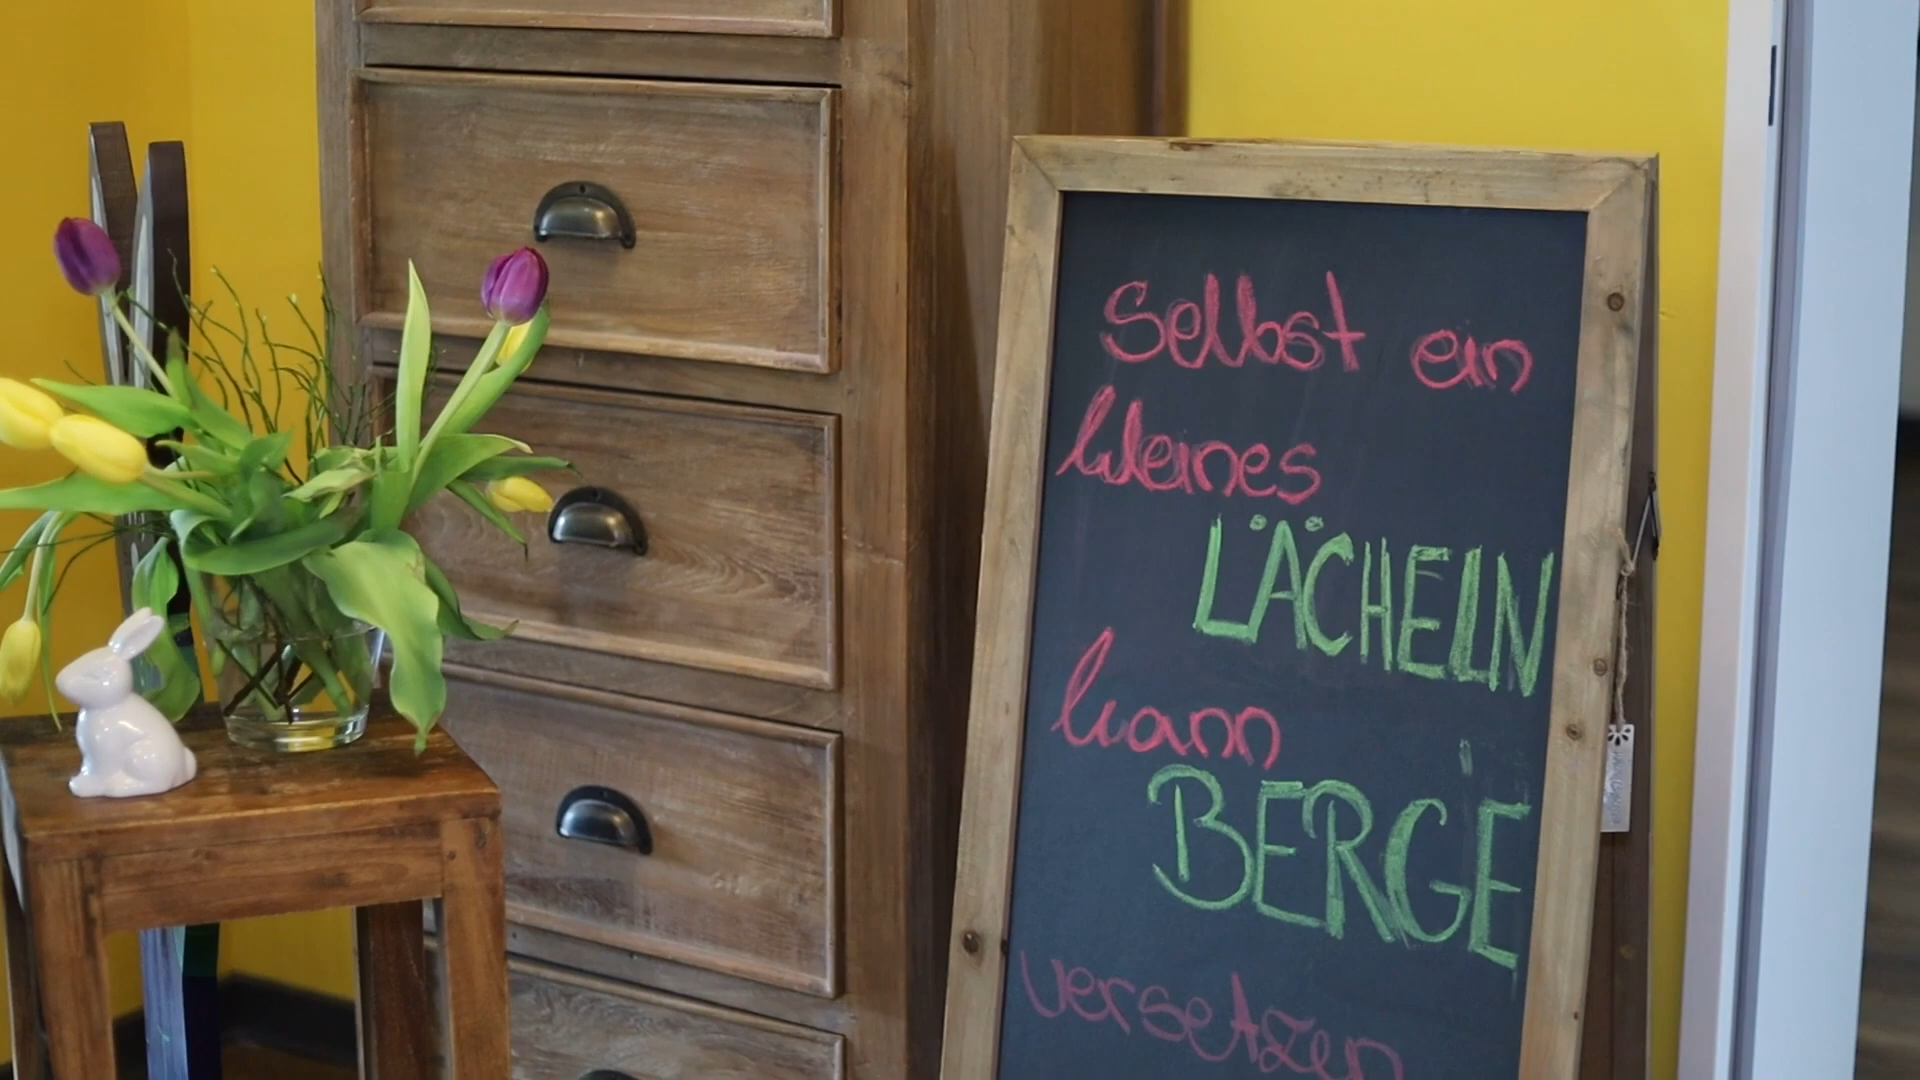 Selbst ein
kleines
LÄCHELN
kann
BERGE
versetzen